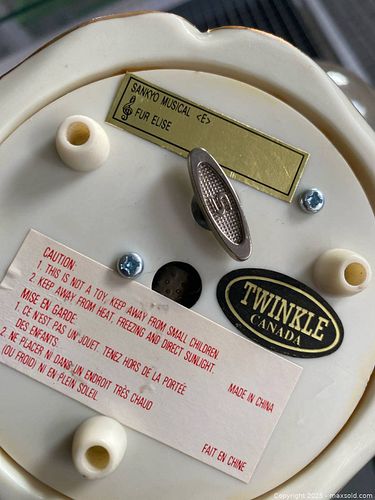 SANKYO MUSICAL <E>
FUR ELISE
S
TWINKLE
CANADA
CAUTION:
1. THIS IS NOT A TOY, KEEP AWAY FROM SMALL CHILDREN.
2. KEEP AWAY FROM HEAT, FREEZING AND DIRECT SUNLIGHT.
MISE EN GARDE:
1. CE N'EST PAS UN JOUET. TENEZ HORS DE LA PORTÉE
DES ENFANTS.
2. NE PLACER NI DANS UN ENDROIT TRÈS CHAUD
(OU FROID) NI EN PLEIN SOLEIL
MADE IN CHINA
FAIT EN CHINE
Copyright 2025 - maxsold.com